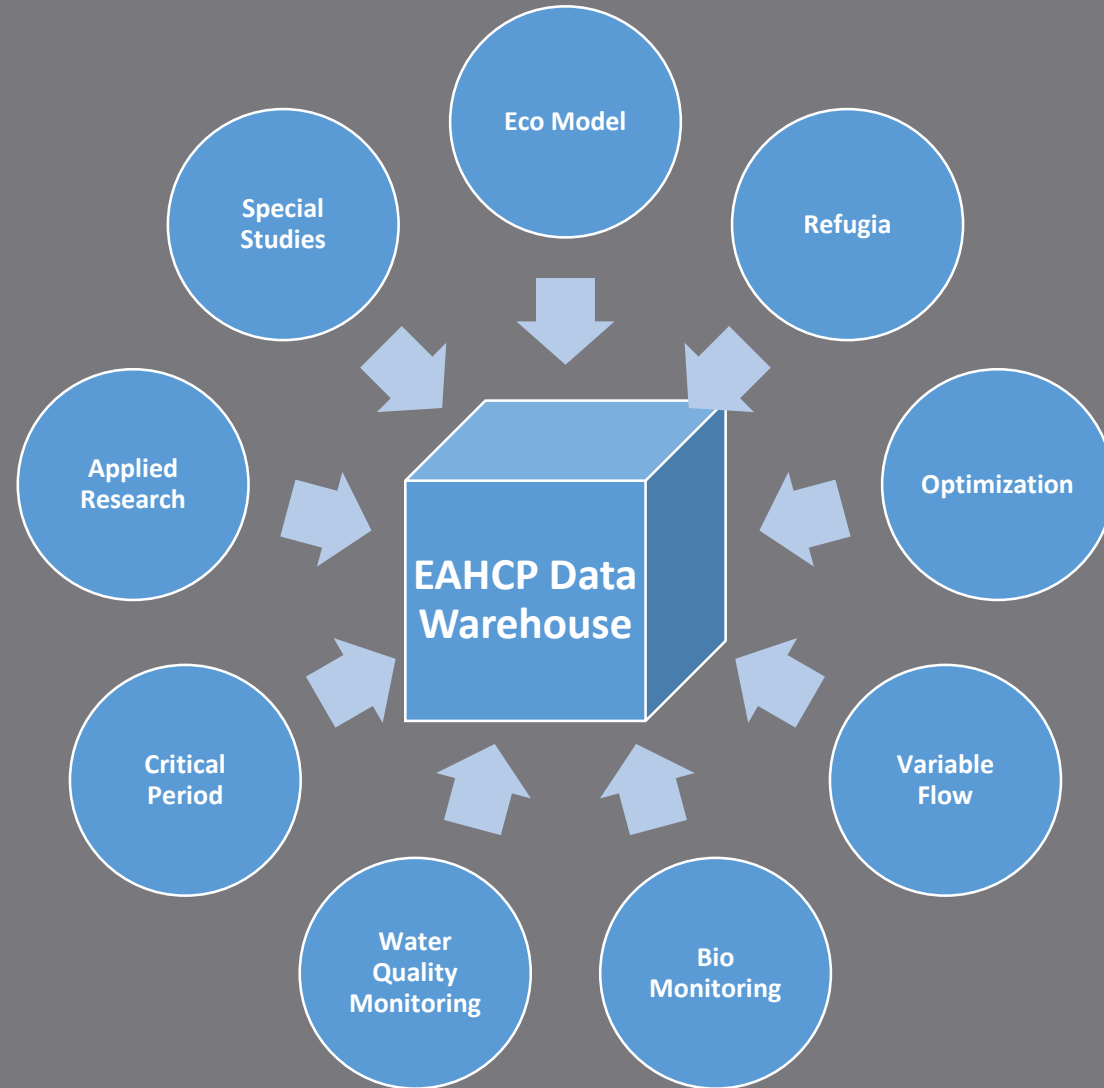 Eco Model
Special
Studies
Refugia
Applied
Research
Optimization
EAHCP Data
Warehouse
Critical
Period
Variable
Flow
Water
Quality
Monitoring
Bio
Monitoring